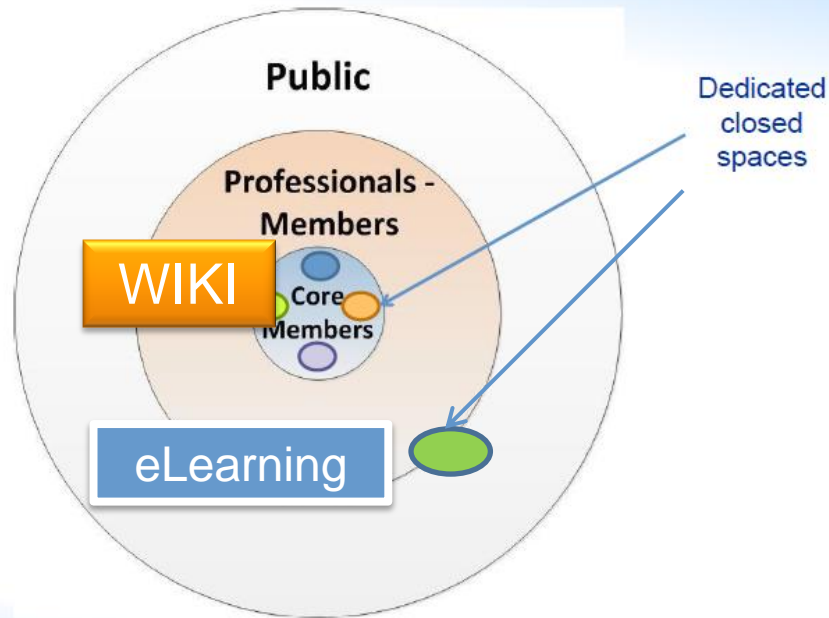 Public
Dedicated
closed
spaces
Professionals -
Members
WIKI
Core
Members
eLearning